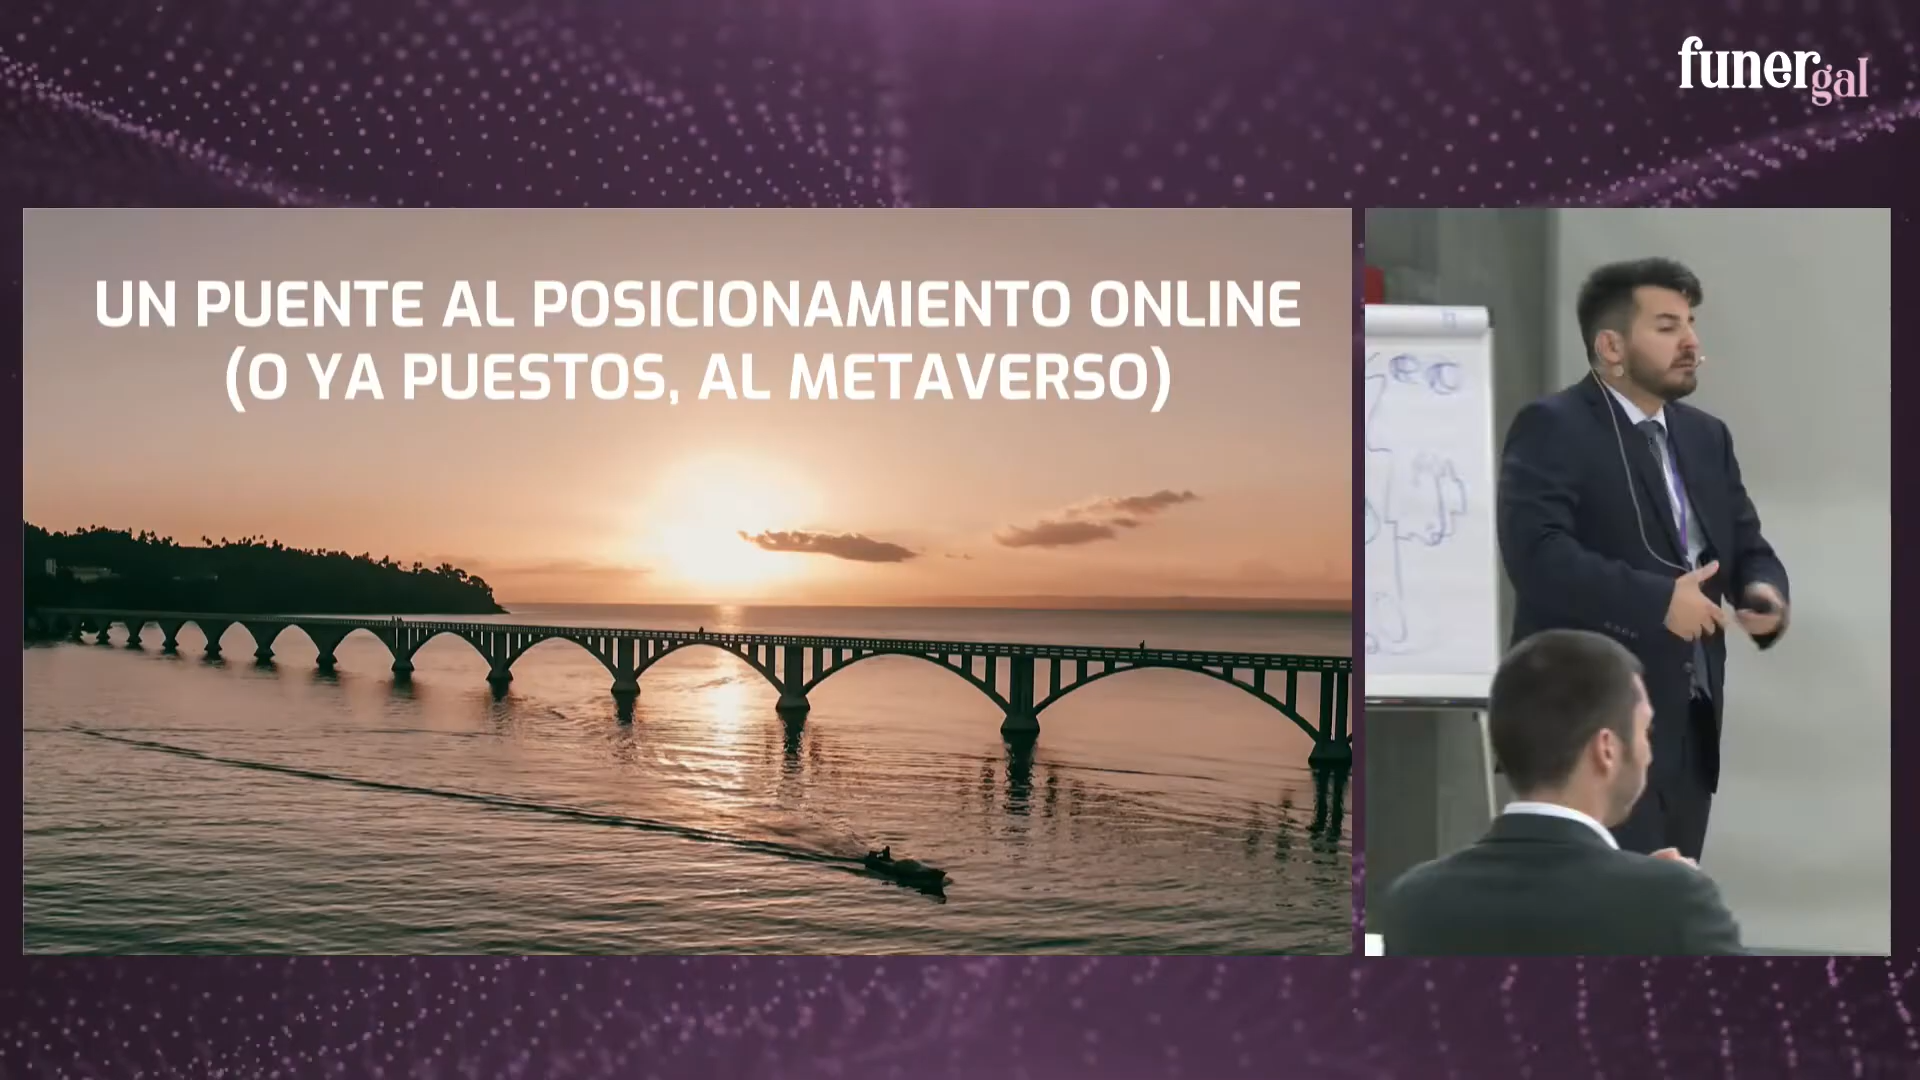 funergal
UN PUENTE AL POSICIONAMIENTO ONLINE
(O YA PUESTOS, AL METAVERSO)